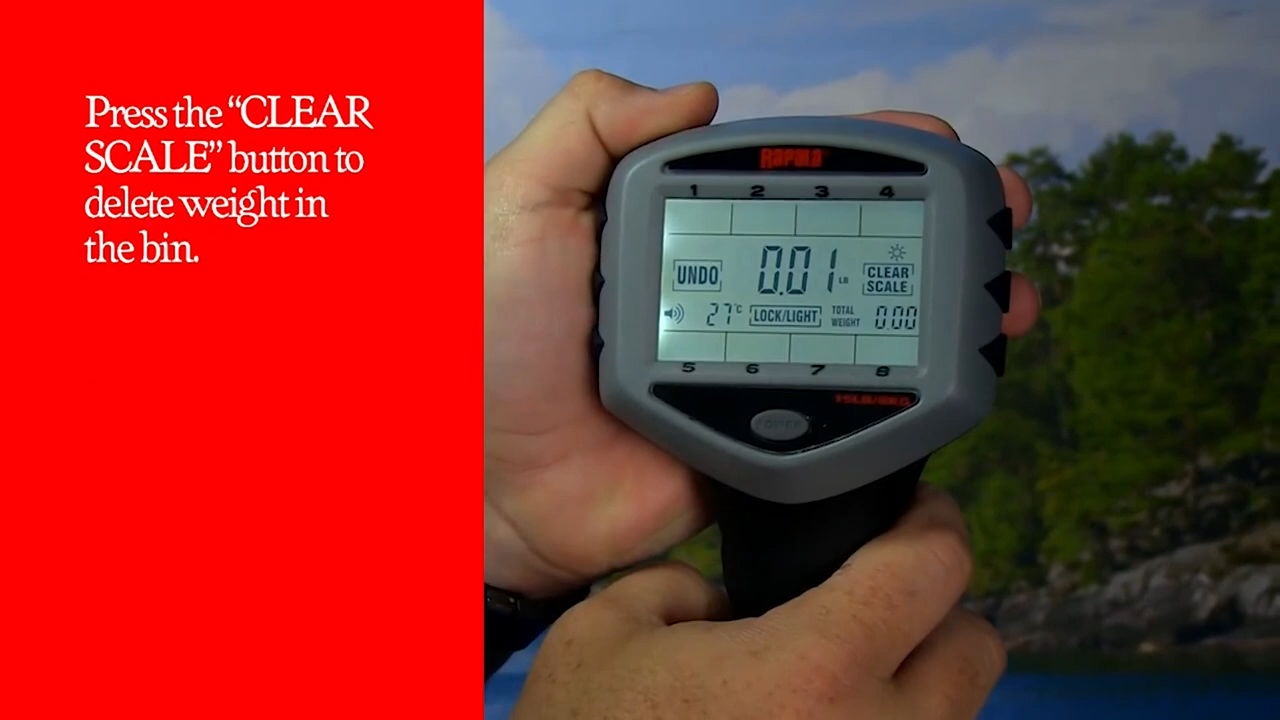 Press the “CLEAR
SCALE” button to
delete weight in
the bin.
Rapala
1 2 3 4
UNDO
0.01 LB
CLEAR
SCALE
27°C
LOCK/LIGHT
TOTAL
WEIGHT
0.00
5 6 7 8
POWER